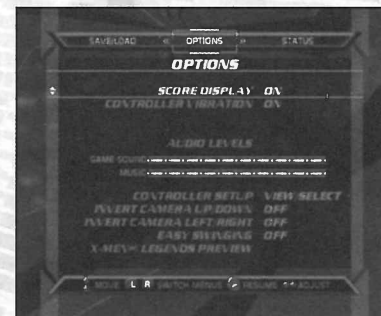 SAVE/LOAD « OPTIONS » STATUS
OPTIONS
SCORE DISPLAY ON
CONTROLLER VIBRATION ON
AUDIO LEVELS
GAME SOUND
MUSIC
CONTROLLER SETUP VIEW SELECT
INVERT CAMERA UP/DOWN OFF
INVERT CAMERA LEFT/RIGHT OFF
EASY SWINGING OFF
X-MEN: LEGENDS PREVIEW
MOVE L R SWITCH MENUS RESUME ADJUST